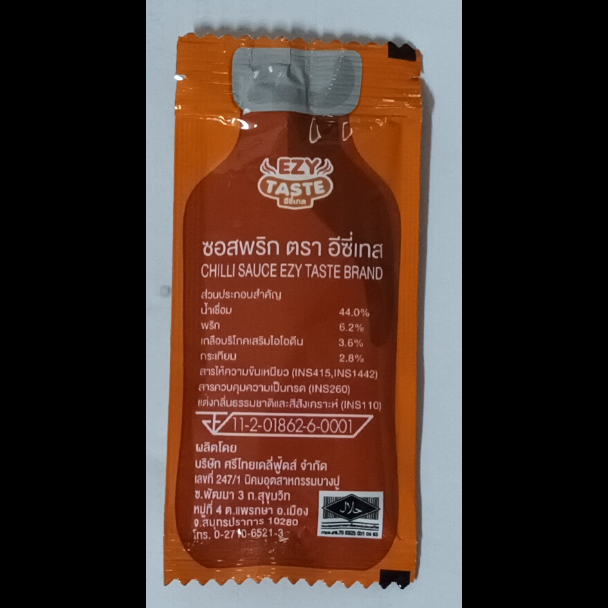 EZY
TASTE
อีซี่เทส
ซอสพริก ตรา อีซี่เทส
CHILLI SAUCE EZY TASTE BRAND
ส่วนประกอบสำคัญ
น้ำเชื่อม 44.0%
พริก 6.2%
เกลือบริโภคเสริมไอโอดีน 3.6%
กระเทียม 2.8%
สารให้ความข้นเหนียว (INS415,INS1442)
สารควบคุมความเป็นกรด (INS260)
แต่งกลิ่นธรรมชาติและสีสังเคราะห์ (INS110)
11-2-01862-6-0001
ผลิตโดย
บริษัท ศรีไทยเดลี่ฟู้ดส์ จำกัด
เลขที่ 247/1 นิคมอุตสาหกรรมบางปู
ซ.พัฒนา 3 ถ.สุขุมวิท
หมู่ที่ 4 ต.แพรกษา อ.เมือง
จ.สมุทรปราการ 10280
โทร. 0-2710-6521-3
حلال